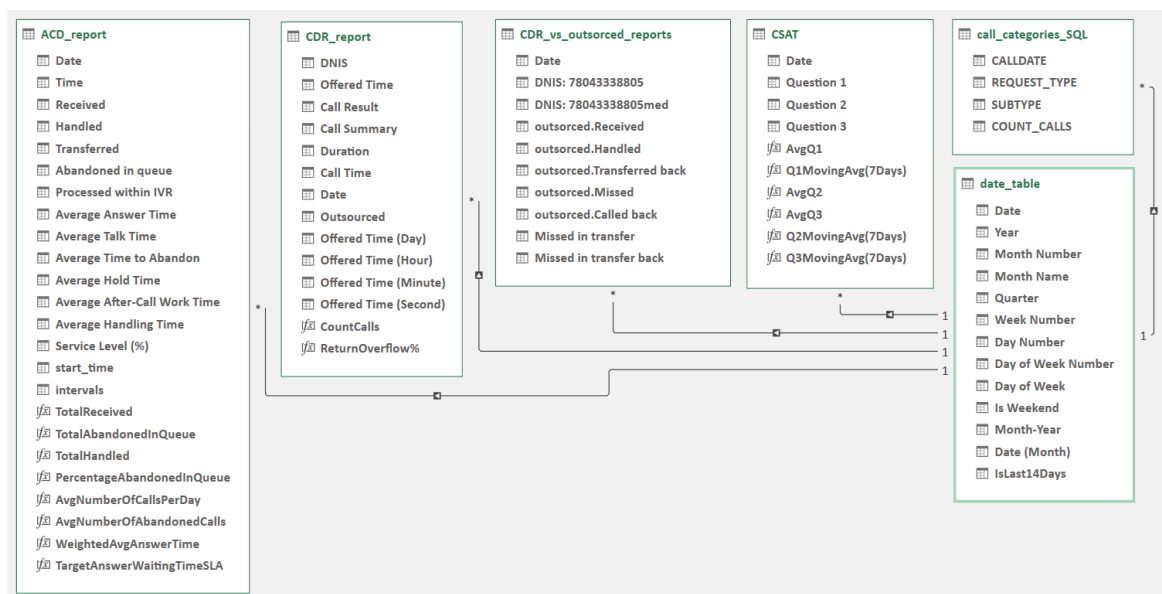 ACD_report
Date
Time
Received
Handled
Transferred
Abandoned in queue
Processed within IVR
Average Answer Time
Average Talk Time
Average Time to Abandon
Average Hold Time
Average After-Call Work Time
Average Handling Time
Service Level (%)
start_time
intervals
TotalReceived
TotalAbandonedInQueue
TotalHandled
PercentageAbandonedInQueue
AvgNumberOfCallsPerDay
AvgNumberOfAbandonedCalls
WeightedAvgAnswerTime
TargetAnswerWaitingTimeSLA
*
CDR_report
DNIS
Offered Time
Call Result
Call Summary
Duration
Call Time
Date
Outsourced
Offered Time (Day)
Offered Time (Hour)
Offered Time (Minute)
Offered Time (Second)
CountCalls
ReturnOverflow%
*
CDR_vs_outsorced_reports
Date
DNIS: 78043338805
DNIS: 78043338805med
outsorced.Received
outsorced.Handled
outsorced.Transferred back
outsorced.Missed
outsorced.Called back
Missed in transfer
Missed in transfer back
*
CSAT
Date
Question 1
Question 2
Question 3
AvgQ1
Q1MovingAvg(7Days)
AvgQ2
AvgQ3
Q2MovingAvg(7Days)
Q3MovingAvg(7Days)
*
1
1
1
1
call_categories_SQL
CALLDATE
REQUEST_TYPE
SUBTYPE
COUNT_CALLS
*
date_table
Date
Year
Month Number
Month Name
Quarter
Week Number
Day Number
Day of Week Number
Day of Week
Is Weekend
Month-Year
Date (Month)
IsLast14Days
1